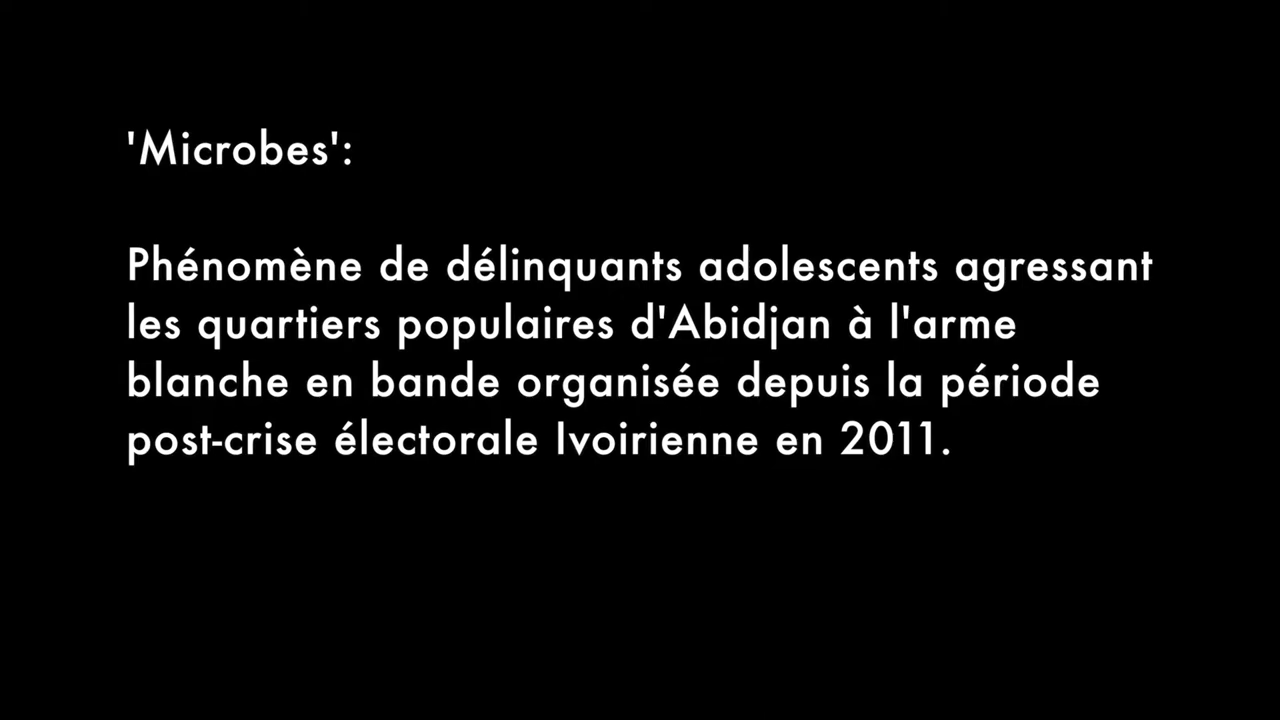 'Microbes':
Phénomène de délinquants adolescents agressant
les quartiers populaires d'Abidjan à l'arme
blanche en bande organisée depuis la période
post-crise électorale Ivoirienne en 2011.